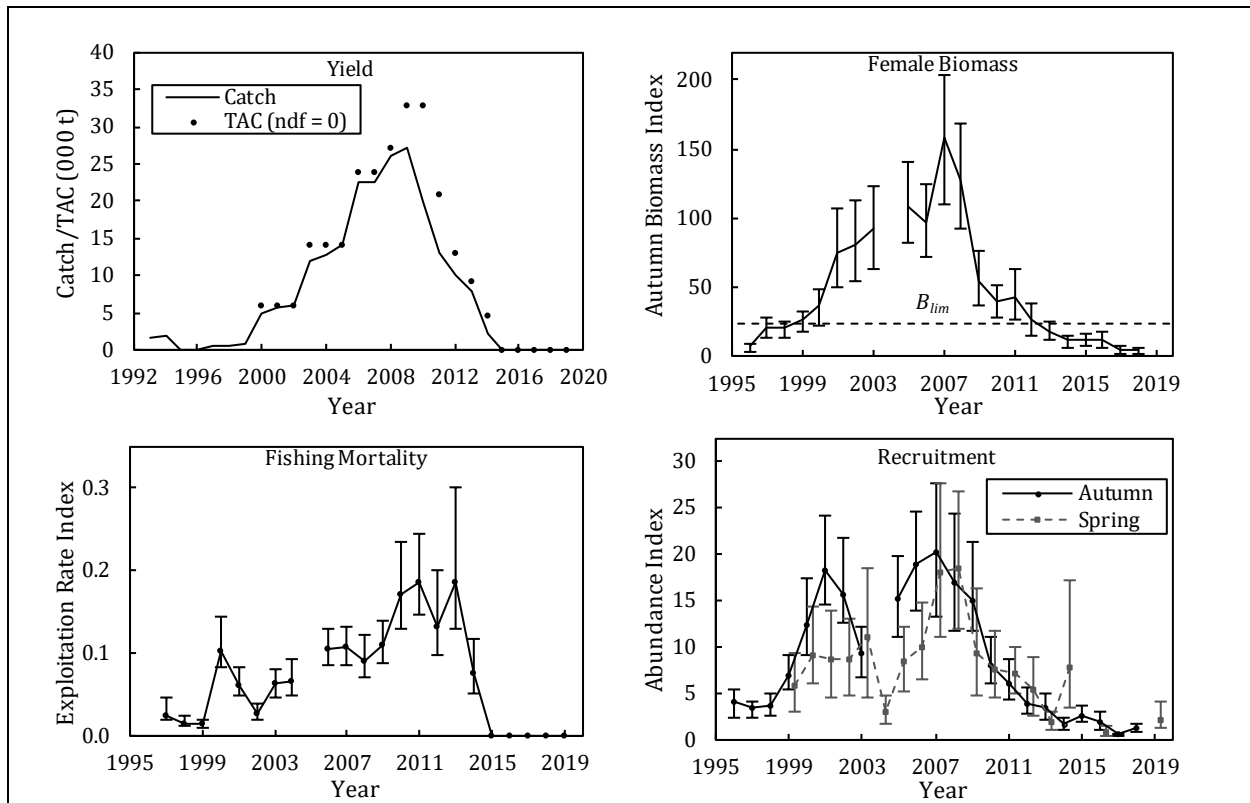 Yield
Catch
TAC (ndf = 0)
Catch/TAC (000 t)
40
35
30
25
20
15
10
5
0
1992 1996 2000 2004 2008 2012 2016 2020
Year
Female Biomass
Autumn Biomass Index
200
150
100
50
0
B_lim
1995 1999 2003 2007 2011 2015 2019
Year
Fishing Mortality
Exploitation Rate Index
0.3
0.2
0.1
0.0
1995 1999 2003 2007 2011 2015 2019
Year
Recruitment
Autumn
Spring
Abundance Index
30
25
20
15
10
5
0
1995 1999 2003 2007 2011 2015 2019
Year